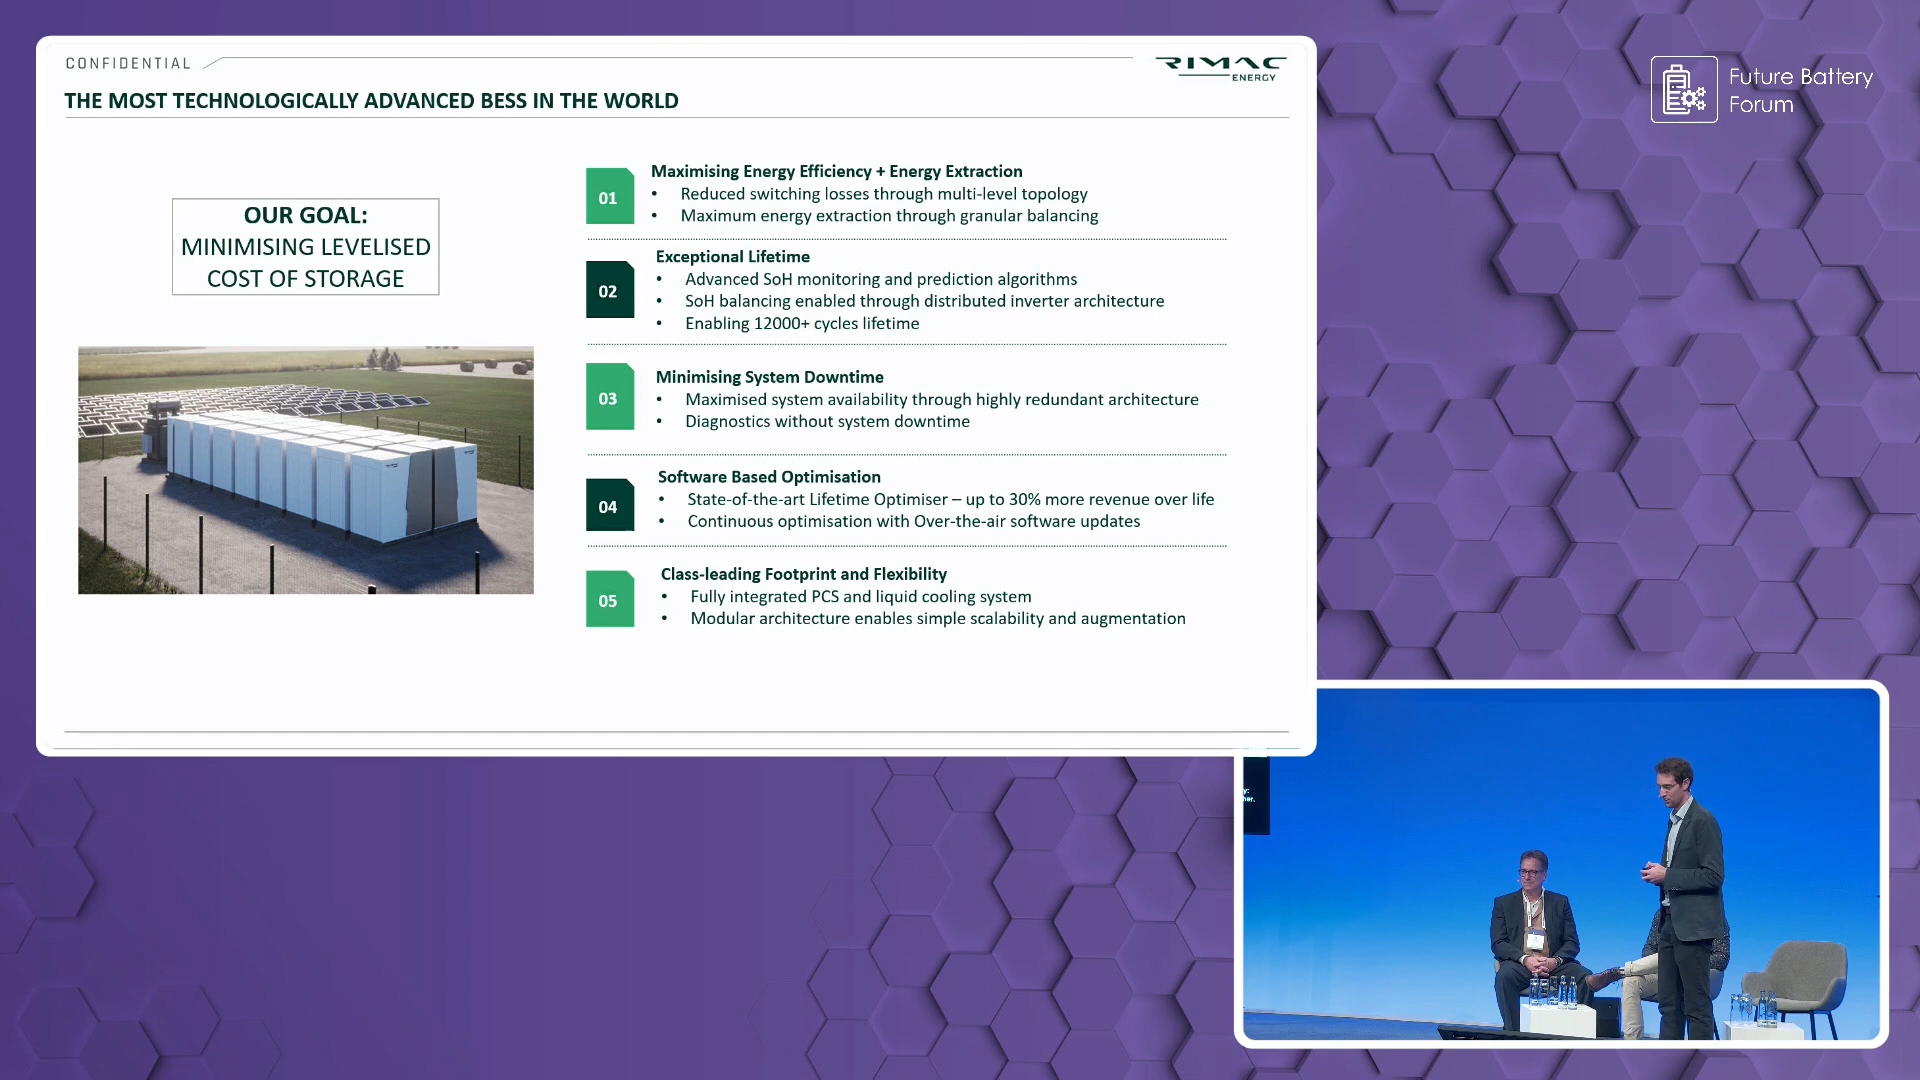 CONFIDENTIAL
RIMAC
ENERGY
THE MOST TECHNOLOGICALLY ADVANCED BESS IN THE WORLD
OUR GOAL:
MINIMISING LEVELISED
COST OF STORAGE
01
Maximising Energy Efficiency + Energy Extraction
• Reduced switching losses through multi-level topology
• Maximum energy extraction through granular balancing
02
Exceptional Lifetime
• Advanced SoH monitoring and prediction algorithms
• SoH balancing enabled through distributed inverter architecture
• Enabling 12000+ cycles lifetime
03
Minimising System Downtime
• Maximised system availability through highly redundant architecture
• Diagnostics without system downtime
04
Software Based Optimisation
• State-of-the-art Lifetime Optimiser – up to 30% more revenue over life
• Continuous optimisation with Over-the-air software updates
05
Class-leading Footprint and Flexibility
• Fully integrated PCS and liquid cooling system
• Modular architecture enables simple scalability and augmentation
Future Battery
Forum